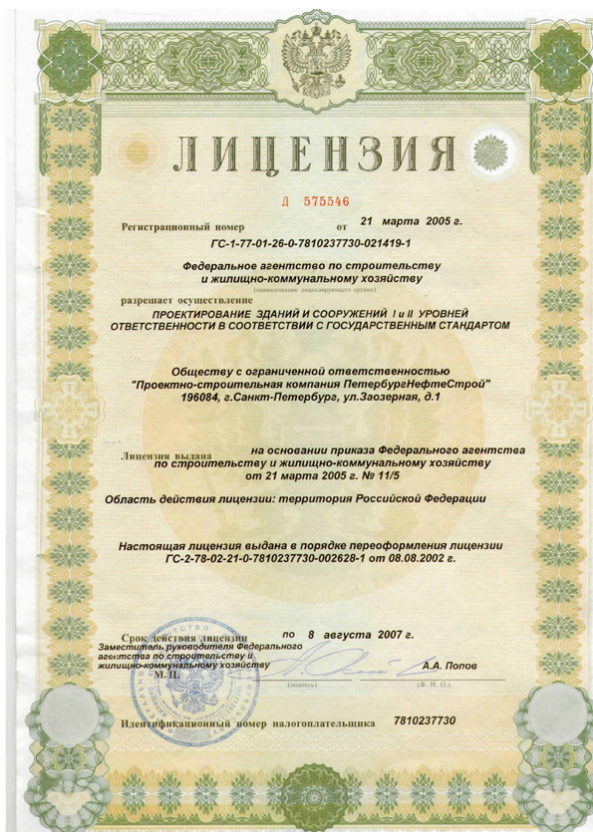 ЛИЦЕНЗИЯ
Д 575546
Регистрационный номер от 21 марта 2005 г.
ГС-1-77-01-26-0-7810237730-021419-1
Федеральное агентство по строительству
и жилищно-коммунальному хозяйству
(наименование лицензирующего органа)
разрешает осуществление
ПРОЕКТИРОВАНИЕ ЗДАНИЙ И СООРУЖЕНИЙ I и II УРОВНЕЙ
ОТВЕТСТВЕННОСТИ В СООТВЕТСТВИИ С ГОСУДАРСТВЕННЫМ СТАНДАРТОМ
Обществу с ограниченной ответственностью
"Проектно-строительная компания ПетербургНефтеСтрой"
196084, г.Санкт-Петербург, ул.Заозерная, д.1
Лицензия выдана на основании приказа Федерального агентства
по строительству и жилищно-коммунальному хозяйству
от 21 марта 2005 г. № 11/5
Область действия лицензии: территория Российской Федерации
Настоящая лицензия выдана в порядке переоформления лицензии
ГС-2-78-02-21-0-7810237730-002628-1 от 08.08.2002 г.
Срок действия лицензии по 8 августа 2007 г.
Заместитель руководителя Федерального
агентства по строительству и
жилищно-коммунальному хозяйству А.А. Попов
М. П. (подпись) (Ф. И. О.)
Идентификационный номер налогоплательщика 7810237730